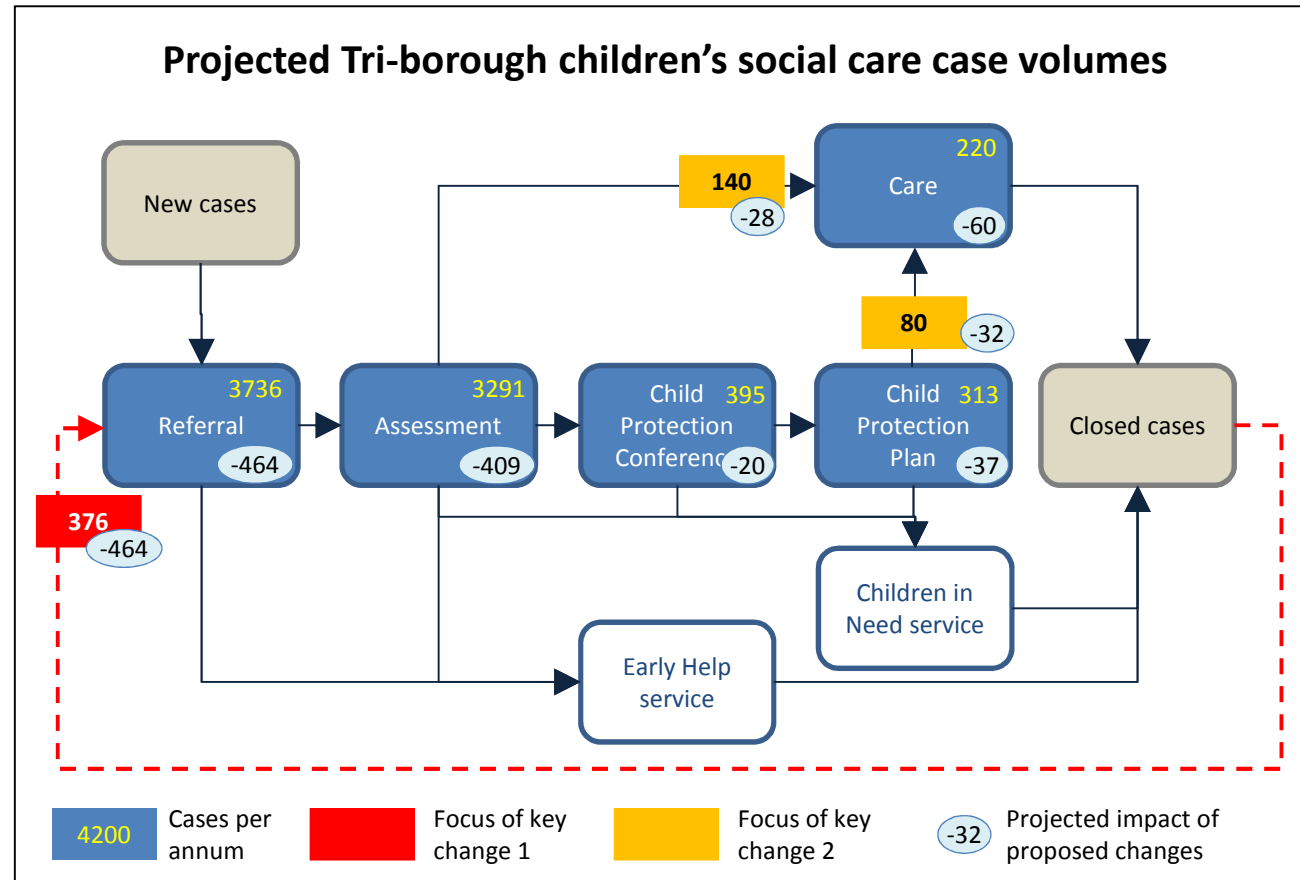 Projected Tri-borough children's social care case volumes
New cases
140
-28
220
Care
-60
80
-32
3736
Referral
-464
3291
Assessment
-409
395
Child
Protection
Conferenc
-20
313
Child
Protection
Plan
-37
Closed cases
376
-464
Children in
Need service
Early Help
service
4200
Cases per
annum
Focus of key
change 1
Focus of key
change 2
-32
Projected impact of
proposed changes